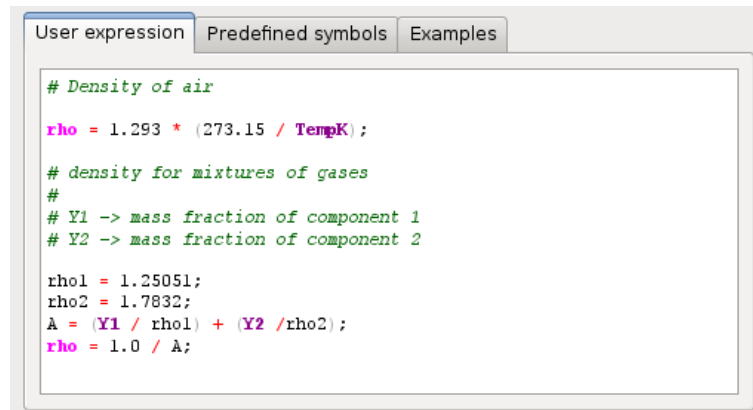 User expression Predefined symbols Examples
# Density of air
rho = 1.293 * (273.15 / TempK);
# density for mixtures of gases
#
# Y1 -> mass fraction of component 1
# Y2 -> mass fraction of component 2
rho1 = 1.25051;
rho2 = 1.7832;
A = (Y1 / rho1) + (Y2 /rho2);
rho = 1.0 / A;